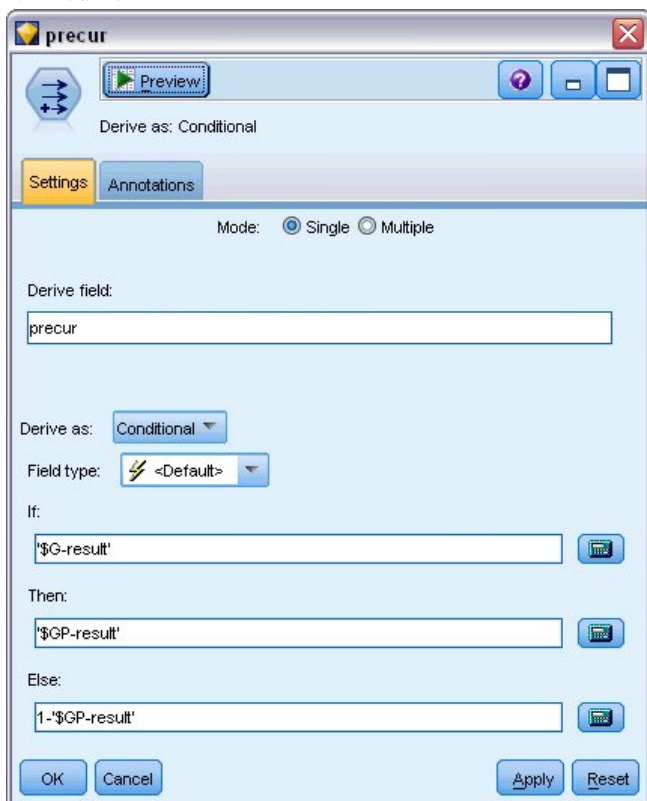 precur
Preview
Derive as: Conditional
Settings Annotations
Mode: Single Multiple
Derive field:
precur
Derive as: Conditional
Field type: <Default>
If:
'$G-result'
Then:
'$GP-result'
Else:
1-'$GP-result'
OK Cancel Apply Reset